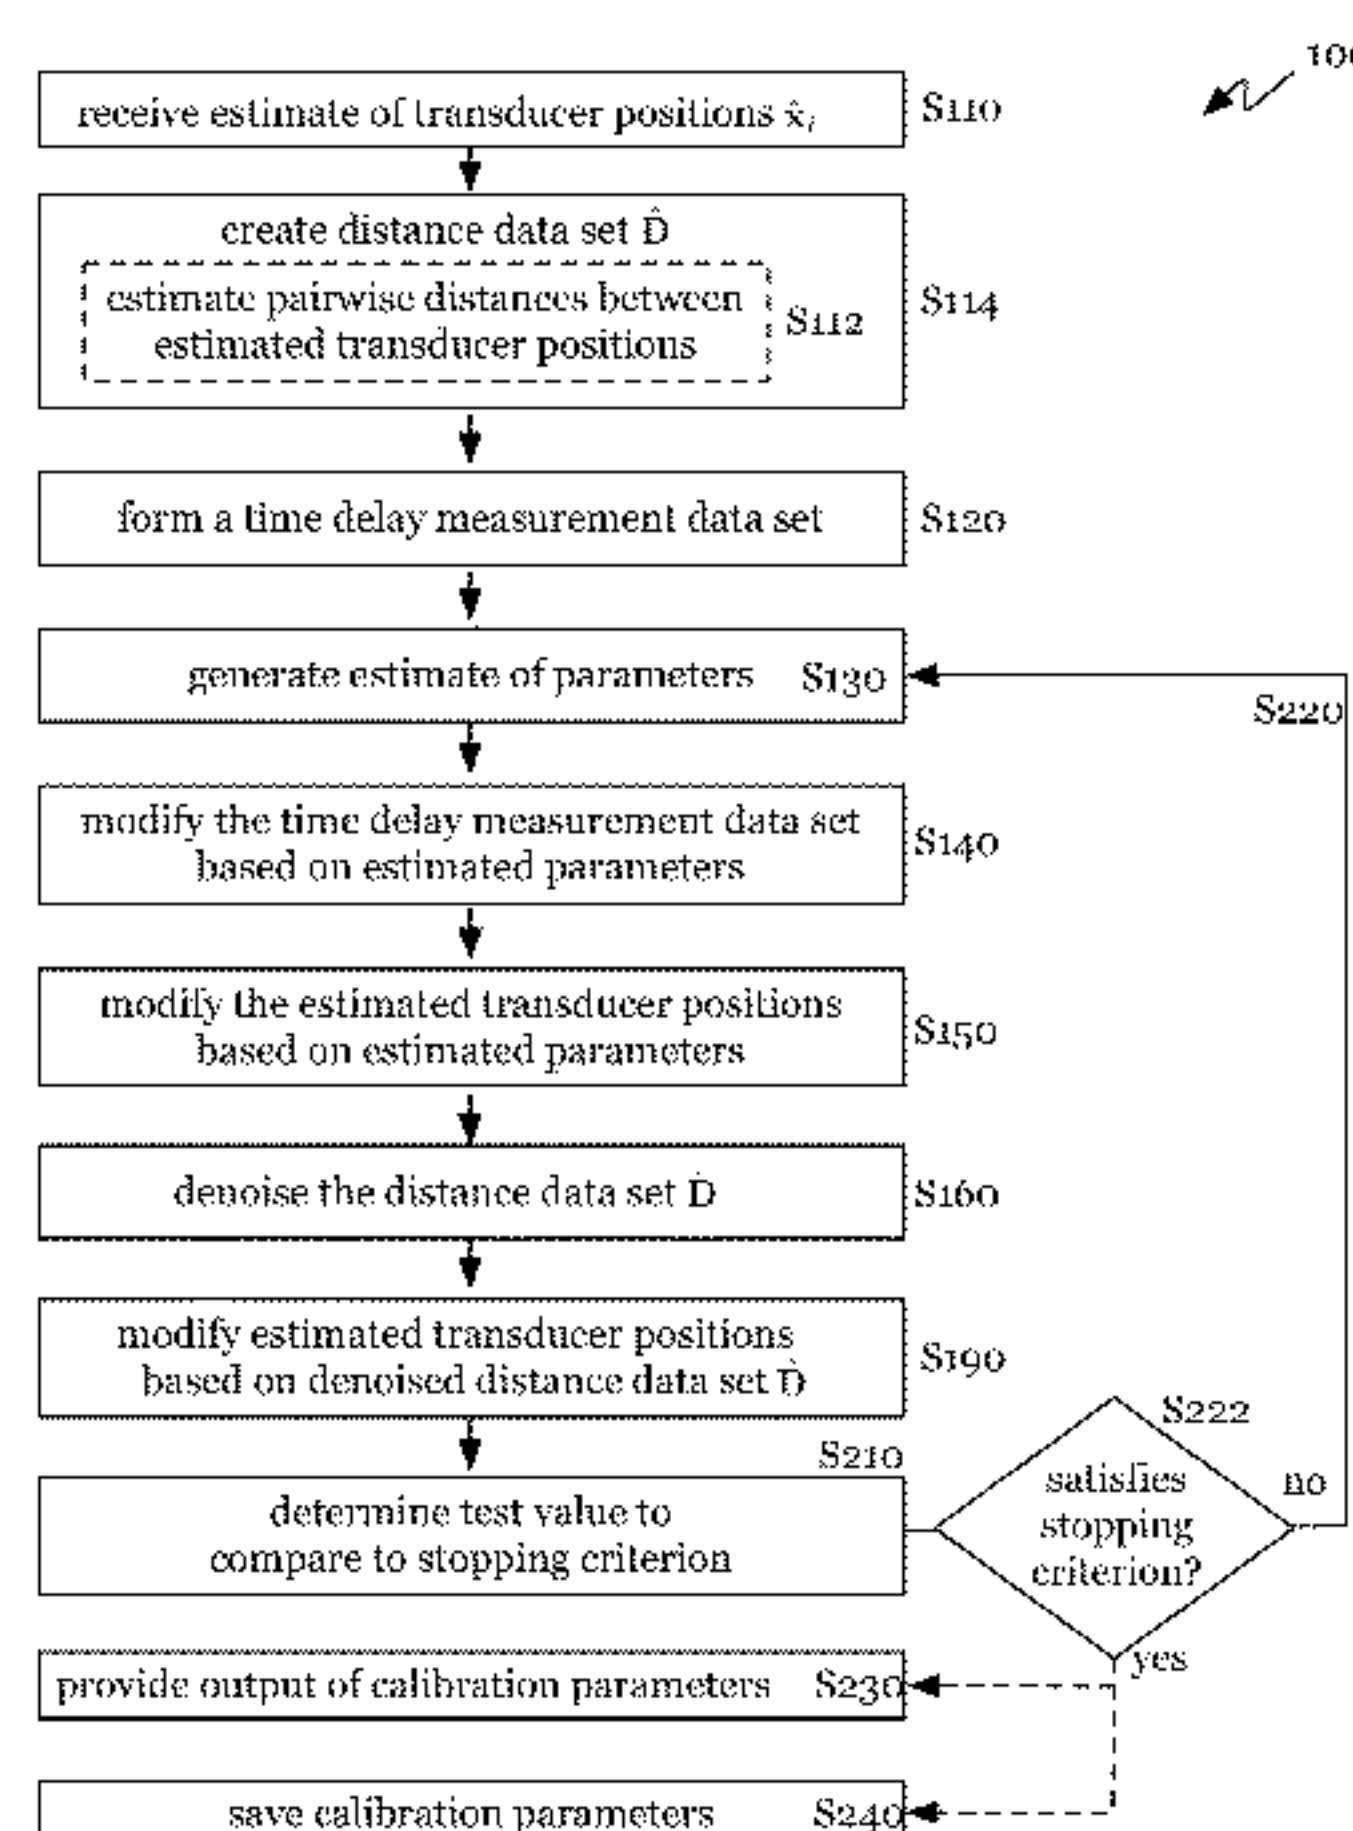 100
receive estimate of transducer positions x̂ᵢ S110
create distance data set D̂
estimate pairwise distances between
estimated transducer positions
S112
S114
form a time delay measurement data set S120
generate estimate of parameters S130
S220
modify the time delay measurement data set
based on estimated parameters
S140
modify the estimated transducer positions
based on estimated parameters
S150
denoise the distance data set D̂ S160
modify estimated transducer positions
based on denoised distance data set D̂
S190
S210
determine test value to
compare to stopping criterion
S222
satisfies
stopping
criterion?
no
yes
provide output of calibration parameters S230
save calibration parameters S240